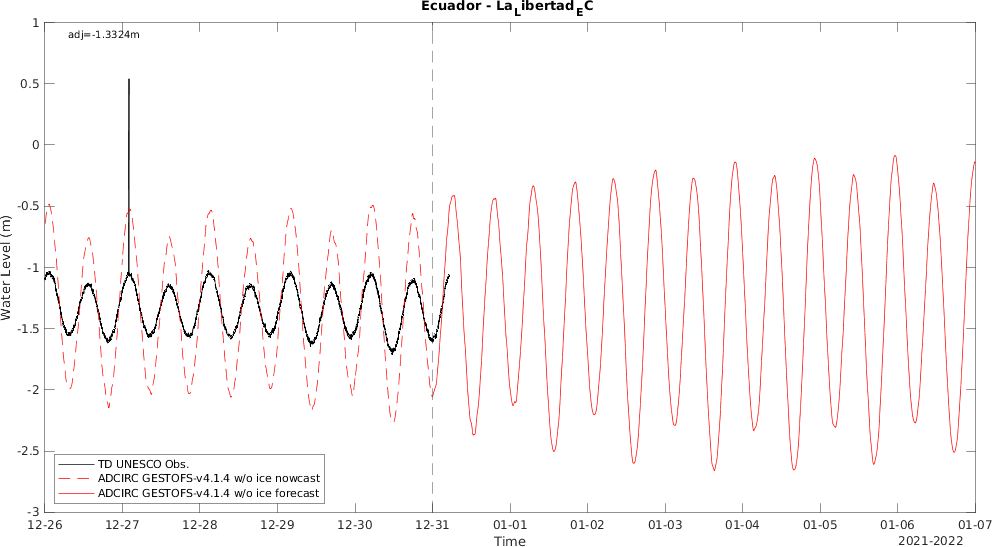 Ecuador - LaLibertadEC
adj=-1.3324m
1
0.5
0
-0.5
-1
-1.5
-2
-2.5
-3
Water Level (m)
TD UNESCO Obs.
ADCIRC GESTOFS-v4.1.4 w/o ice nowcast
ADCIRC GESTOFS-v4.1.4 w/o ice forecast
12-26 12-27 12-28 12-29 12-30 12-31 01-01 01-02 01-03 01-04 01-05 01-06 01-07
Time
2021-2022